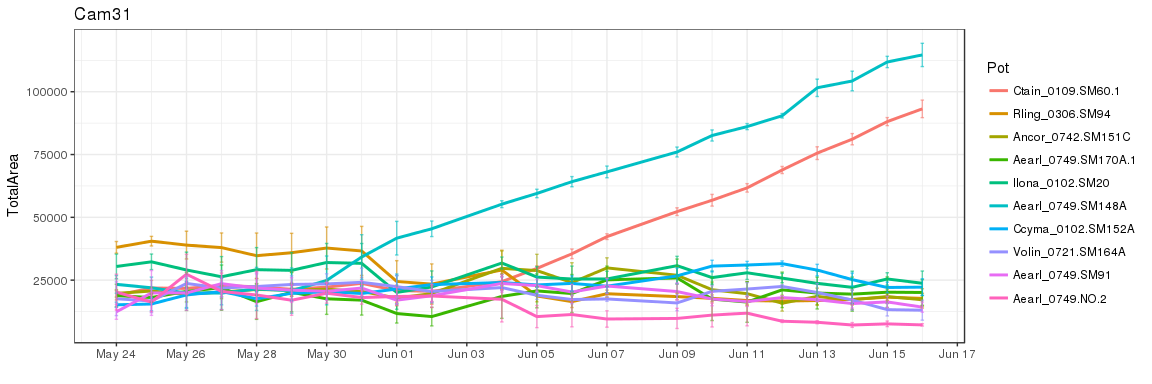 Cam31
TotalArea
100000
75000
50000
25000
May 24 May 26 May 28 May 30 Jun 01 Jun 03 Jun 05 Jun 07 Jun 09 Jun 11 Jun 13 Jun 15 Jun 17
Pot
Ctain_0109.SM60.1
Rling_0306.SM94
Ancor_0742.SM151C
Aearl_0749.SM170A.1
Ilona_0102.SM20
Aearl_0749.SM148A
Ccyma_0102.SM152A
Volin_0721.SM164A
Aearl_0749.SM91
Aearl_0749.NO.2